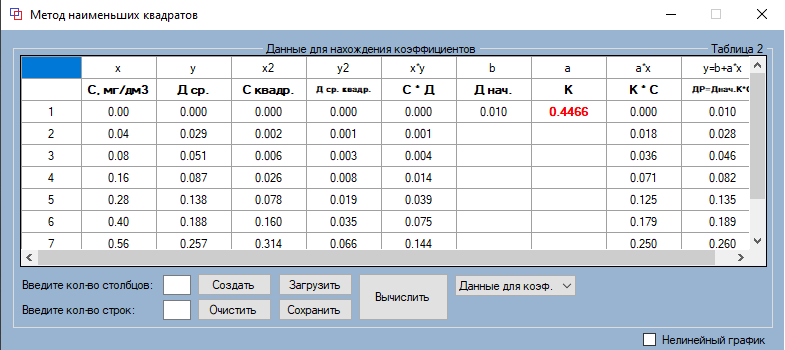 Метод наименьших квадратов
Данные для нахождения коэффициентов Таблица 2
x y x2 y2 x*y b a a*x y=b+a*x
С, мг/дм3 Д ср. С квадр. Д ср. квадр. С * Д Д нач. К К * С ДР=Днач.К*С
1 0.00 0.000 0.000 0.000 0.000 0.010 0.4466 0.000 0.010
2 0.04 0.029 0.002 0.001 0.001 0.018 0.028
3 0.08 0.051 0.006 0.003 0.004 0.036 0.046
4 0.16 0.087 0.026 0.008 0.014 0.071 0.082
5 0.28 0.138 0.078 0.019 0.039 0.125 0.135
6 0.40 0.188 0.160 0.035 0.075 0.179 0.189
7 0.56 0.257 0.314 0.066 0.144 0.250 0.260
Введите кол-во столбцов: Создать Загрузить Вычислить Данные для коэф.
Введите кол-во строк: Очистить Сохранить
Нелинейный график